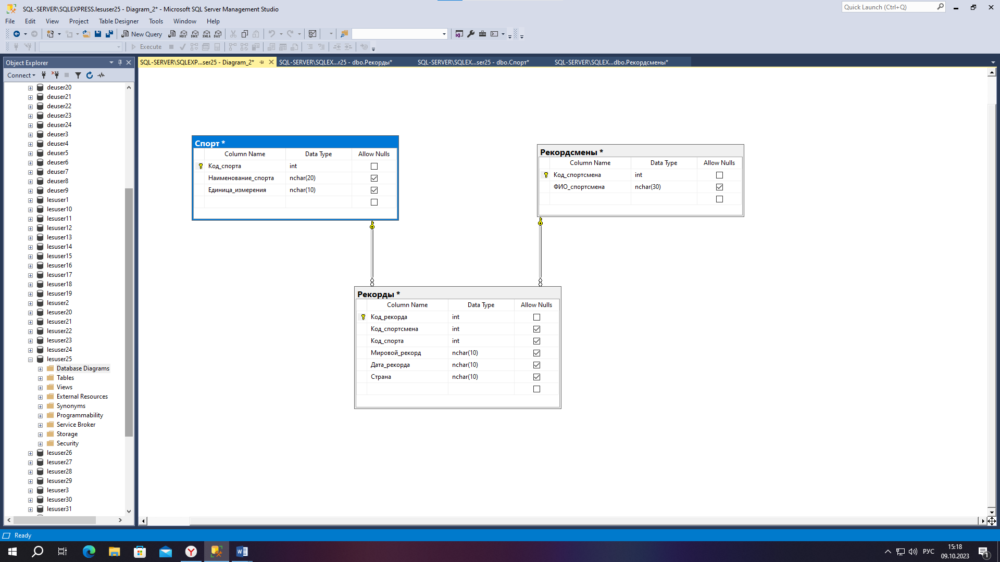 SQL-SERVER\SQLEXPRESS.lesuser25 - Diagram_2* - Microsoft SQL Server Management Studio
Quick Launch (Ctrl+Q)
File Edit View Project Table Designer Tools Window Help
New Query MDX DMX XMLA DAX
Execute
Object Explorer
Connect
SQL-SERVER\SQLEXP...ser25 - Diagram_2*
SQL-SERVER\SQLEX...r25 - dbo.Рекорды*
SQL-SERVER\SQLEX...ser25 - dbo.Спорт*
SQL-SERVER\SQLEX...dbo.Рекордсмены*
deuser20
deuser21
deuser22
deuser23
deuser24
deuser3
deuser4
deuser5
deuser6
deuser7
deuser8
deuser9
lesuser1
lesuser10
lesuser11
lesuser12
lesuser13
lesuser14
lesuser15
lesuser16
lesuser17
lesuser18
lesuser19
lesuser2
lesuser20
lesuser21
lesuser22
lesuser23
lesuser24
lesuser25
Database Diagrams
Tables
Views
External Resources
Synonyms
Programmability
Service Broker
Storage
Security
lesuser26
lesuser27
lesuser28
lesuser29
lesuser3
lesuser30
lesuser31
Спорт *
Column Name Data Type Allow Nulls
Код_спорта int
Наименование_спорта nchar(20)
Единица_измерения nchar(10)
Рекордсмены *
Column Name Data Type Allow Nulls
Код_спортсмена int
ФИО_спортсмена nchar(30)
Рекорды *
Column Name Data Type Allow Nulls
Код_рекорда int
Код_спортсмена int
Код_спорта int
Мировой_рекорд nchar(10)
Дата_рекорда nchar(10)
Страна nchar(10)
Ready
РУС
15:18
09.10.2023
1